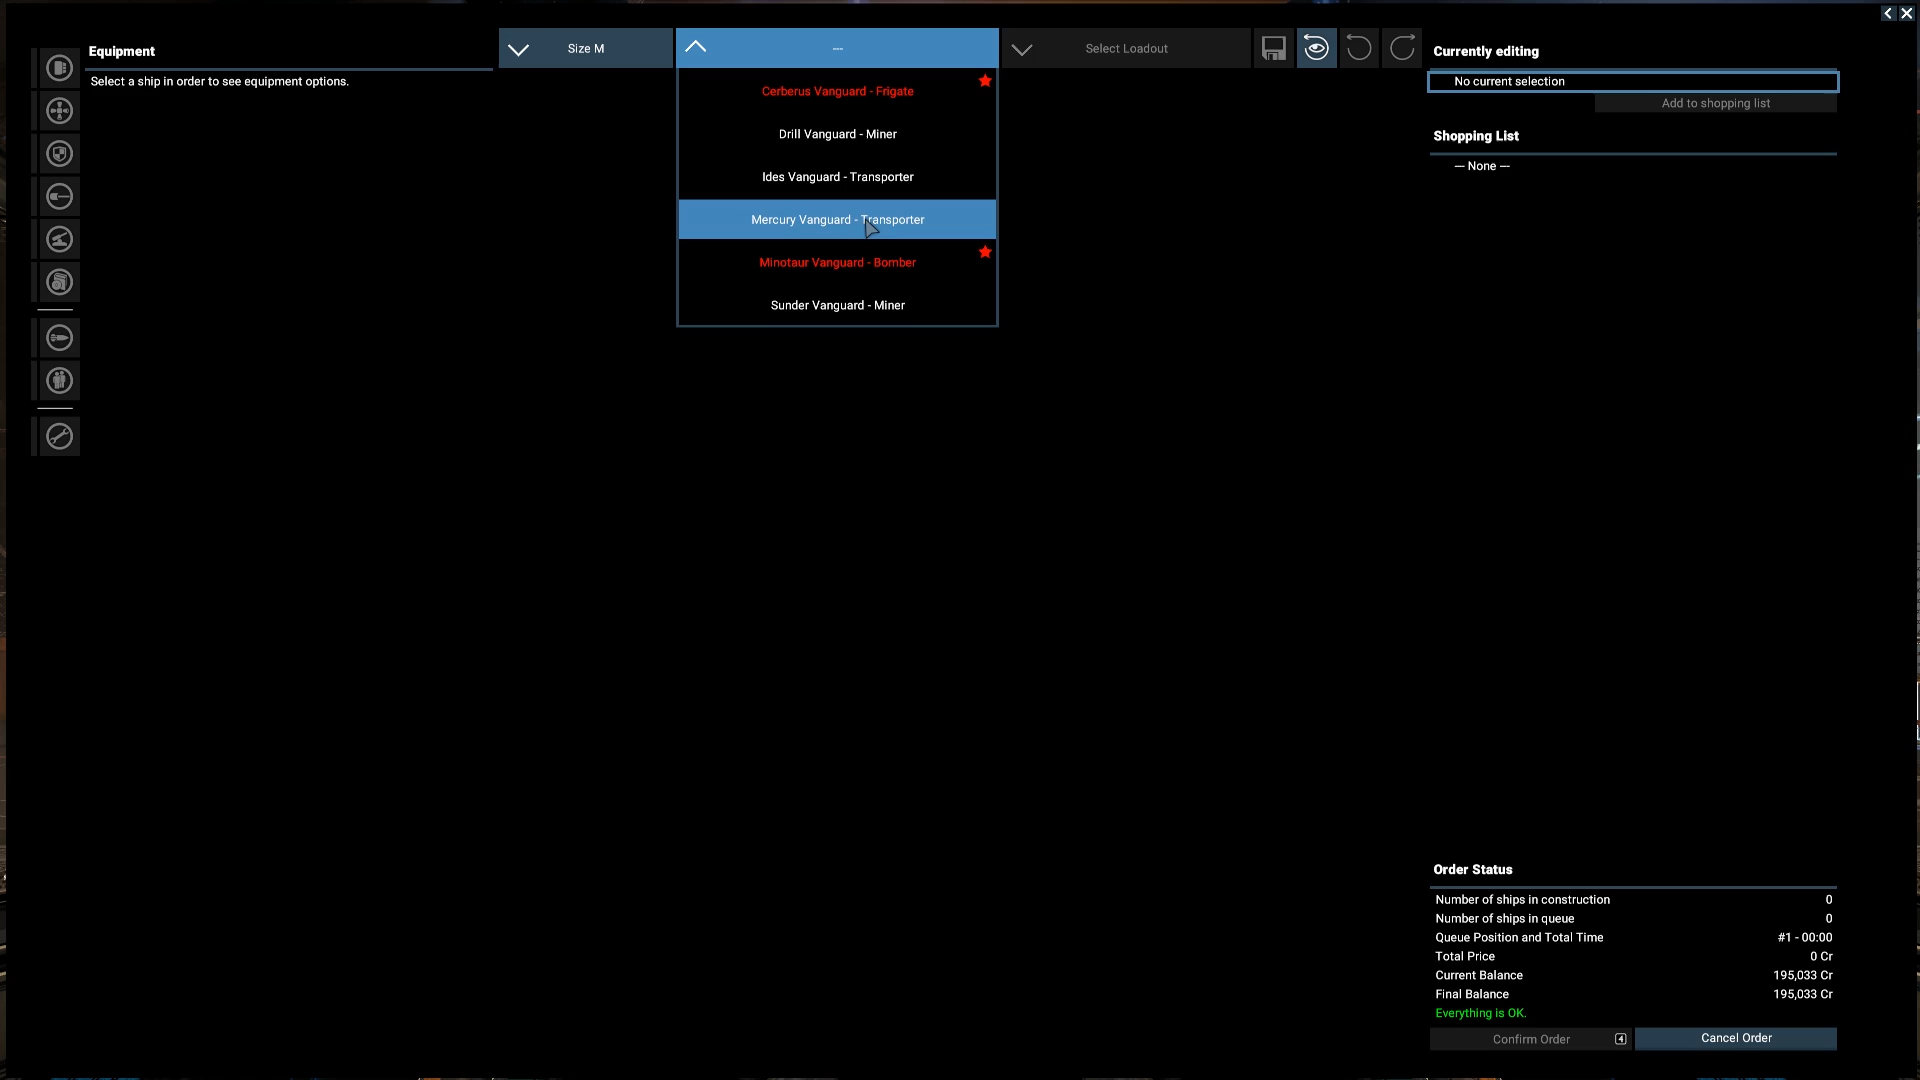 Equipment
Select a ship in order to see equipment options.
Size M
---
Select Loadout
Cerberus Vanguard - Frigate
Drill Vanguard - Miner
Ides Vanguard - Transporter
Mercury Vanguard - Transporter
Minotaur Vanguard - Bomber
Sunder Vanguard - Miner
Currently editing
No current selection
Add to shopping list
Shopping List
--- None ---
Order Status
Number of ships in construction 0
Number of ships in queue 0
Queue Position and Total Time #1 - 00:00
Total Price 0 Cr
Current Balance 195,033 Cr
Final Balance 195,033 Cr
Everything is OK.
Confirm Order
Cancel Order